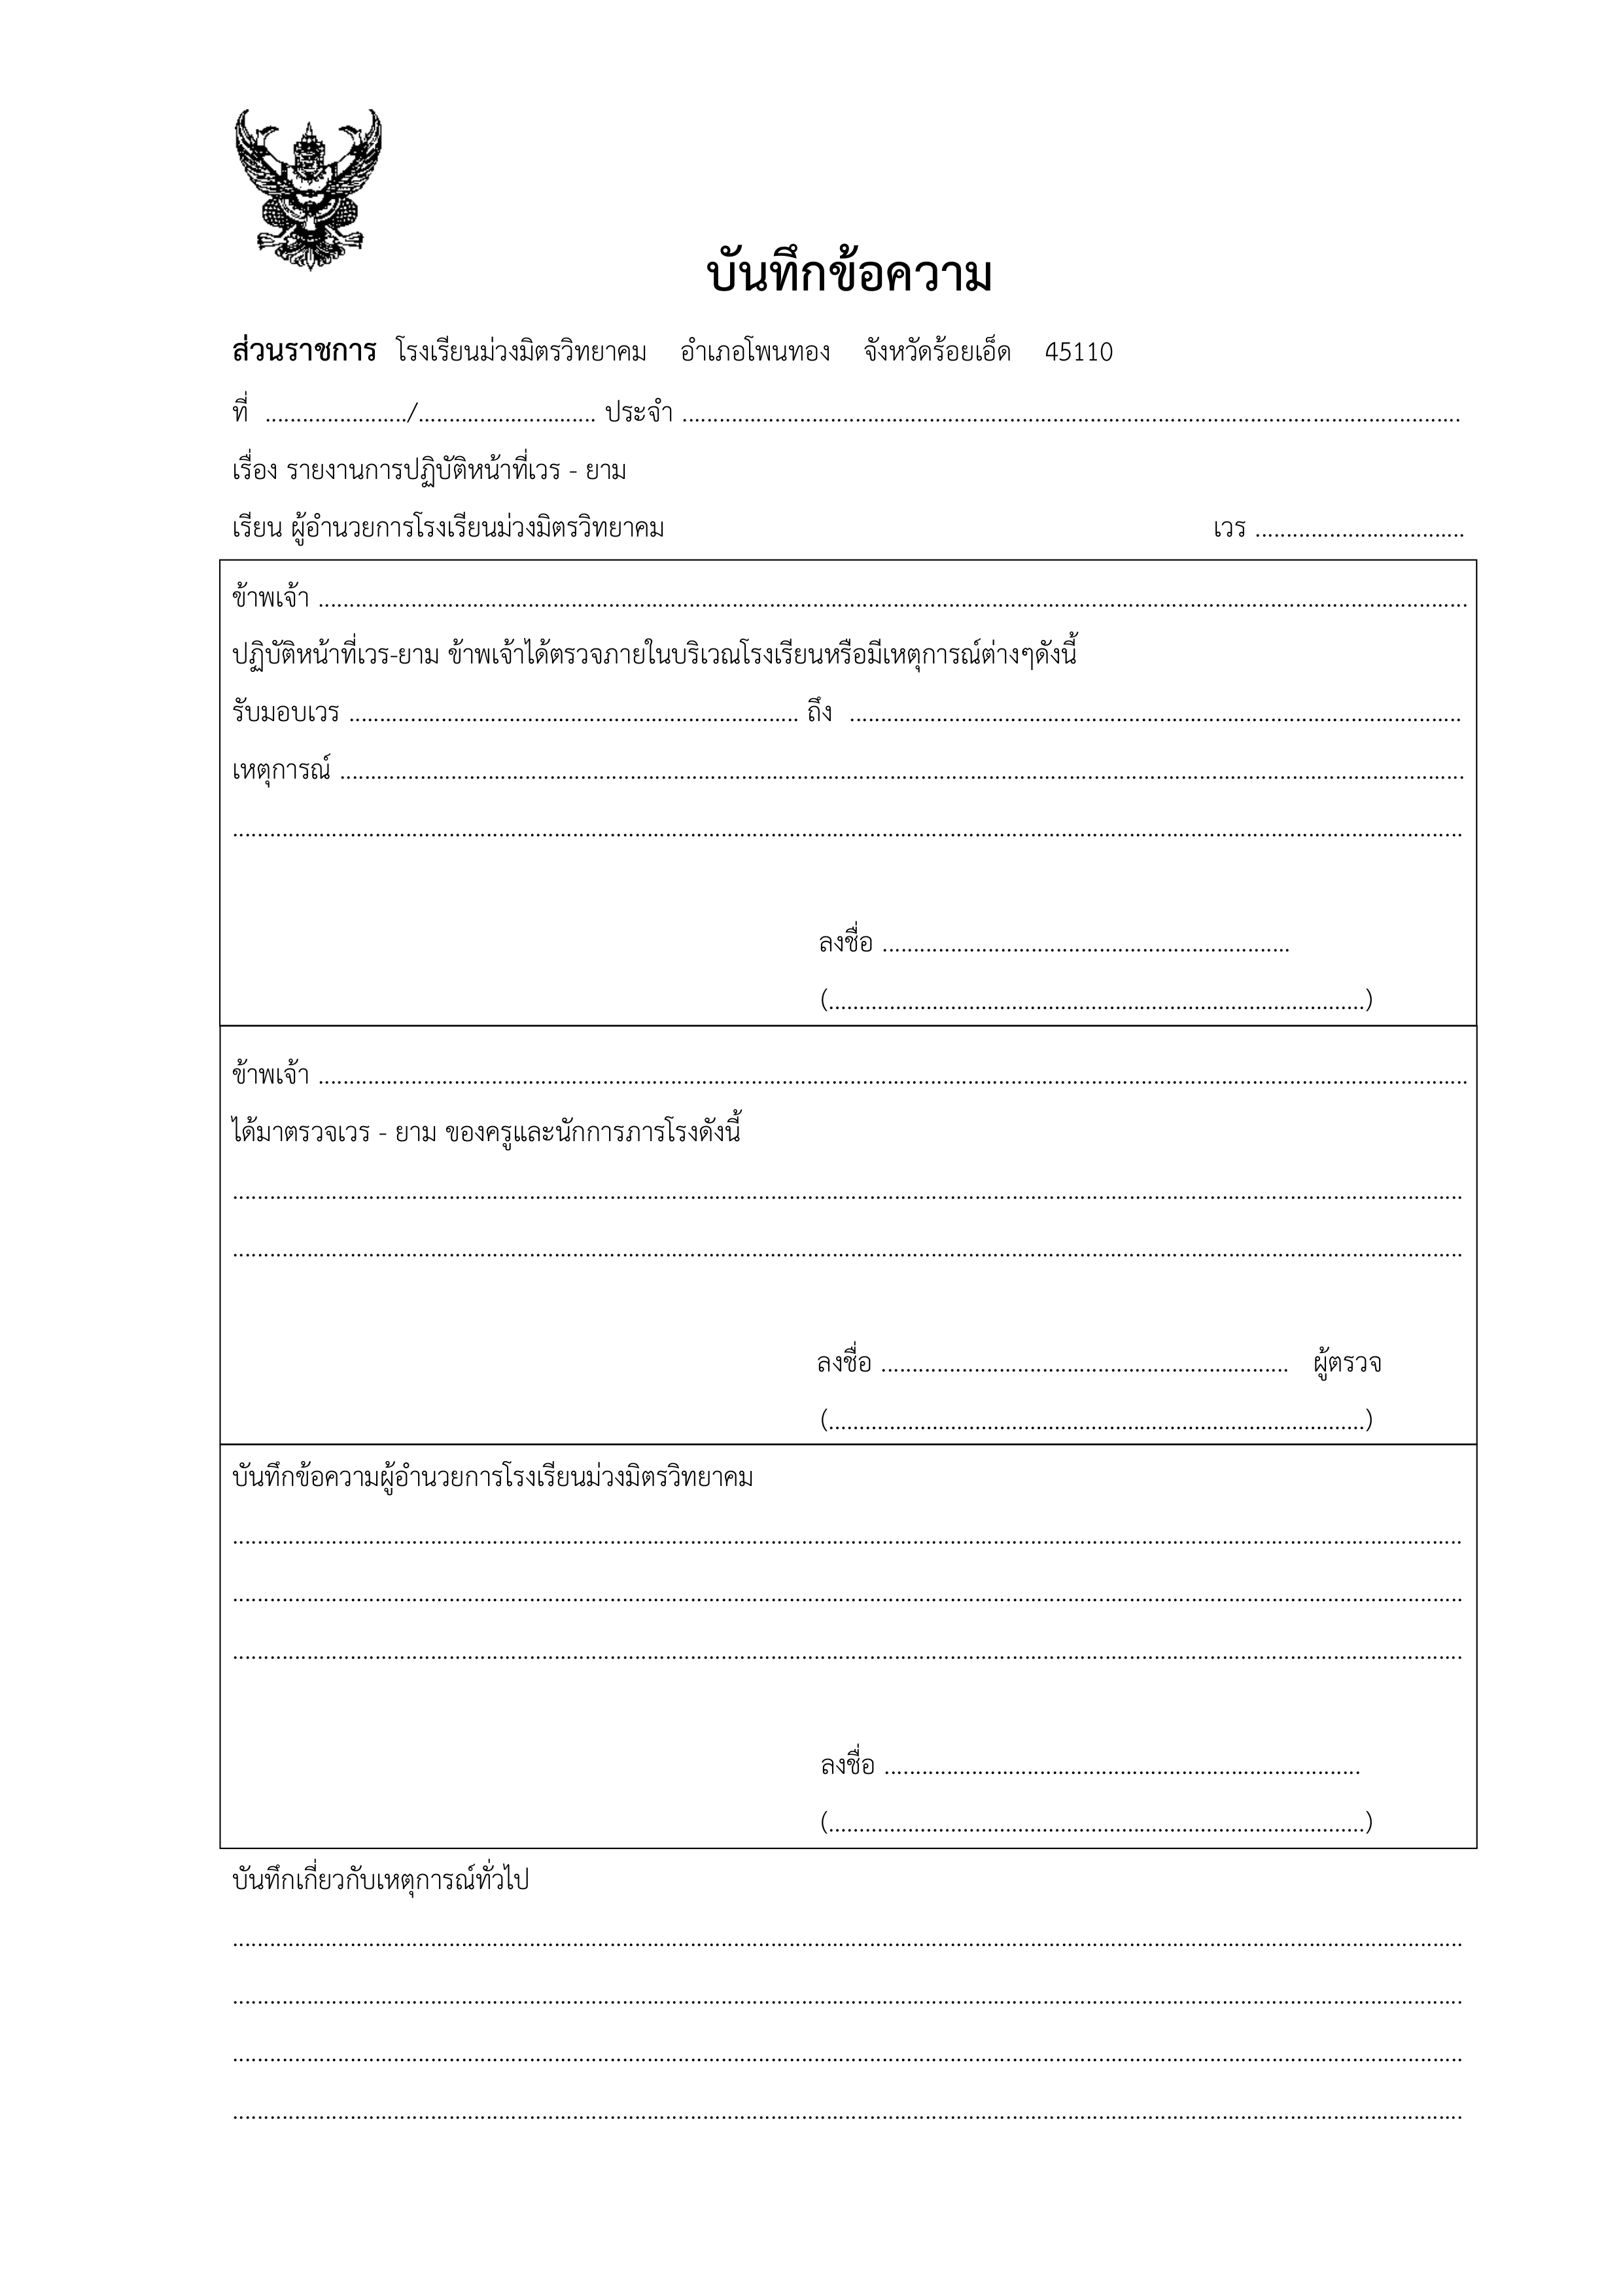 บันทึกข้อความ
ส่วนราชการ โรงเรียนม่วงมิตรวิทยาคม อำเภอโพนทอง จังหวัดร้อยเอ็ด 45110
ที่ ......................./............................. ประจำ ...............................................................................................................................
เรื่อง รายงานการปฏิบัติหน้าที่เวร - ยาม
เรียน ผู้อำนวยการโรงเรียนม่วงมิตรวิทยาคม เวร ..................................
ข้าพเจ้า ............................................................................................................................................................
ปฏิบัติหน้าที่เวร-ยาม ข้าพเจ้าได้ตรวจภายในบริเวณโรงเรียนหรือมีเหตุการณ์ต่างๆดังนี้
รับมอบเวร ......................................................................... ถึง ....................................................................................................
เหตุการณ์ ............................................................................................................................................................
............................................................................................................................................................
ลงชื่อ ..................................................................
(.......................................................................................)
ข้าพเจ้า ............................................................................................................................................................
ได้มาตรวจเวร - ยาม ของครูและนักการภารโรงดังนี้
............................................................................................................................................................
............................................................................................................................................................
ลงชื่อ .................................................................. ผู้ตรวจ
(.......................................................................................)
บันทึกข้อความผู้อำนวยการโรงเรียนม่วงมิตรวิทยาคม
............................................................................................................................................................
............................................................................................................................................................
............................................................................................................................................................
ลงชื่อ .............................................................................
(.......................................................................................)
บันทึกเกี่ยวกับเหตุการณ์ทั่วไป
............................................................................................................................................................
............................................................................................................................................................
............................................................................................................................................................
............................................................................................................................................................